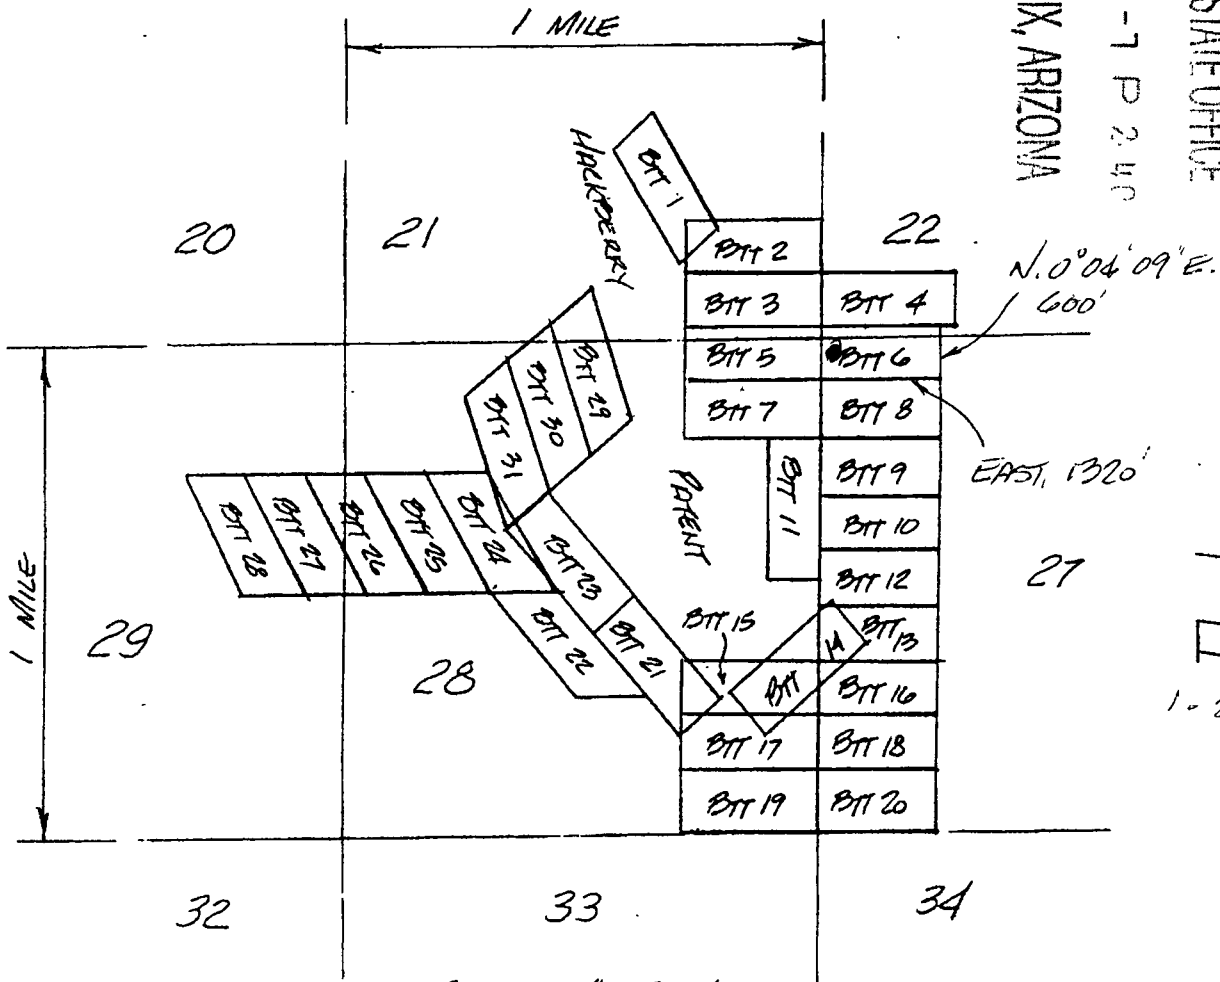 1 MILE
STATE OFFICE
-7 P 2
IX, ARIZONA
HACKBERRY
BTT 1
20
21
BTT 2
22
N. 0°04'09"E.
600'
BTT 3
BTT 4
BTT 5
BTT 6
BTT 29
BTT 30
BTT 31
BTT 7
BTT 8
EAST, 1320'
PATENT
BTT 11
BTT 9
BTT 10
BTT 28
BTT 27
BTT 26
BTT 25
BTT 24
BTT 23
BTT 12
27
1 MILE
29
BTT 22
BTT 21
BTT 15
BTT 14
BTT 13
28
BTT 16
BTT 17
BTT 18
BTT 19
BTT 20
32
33
34